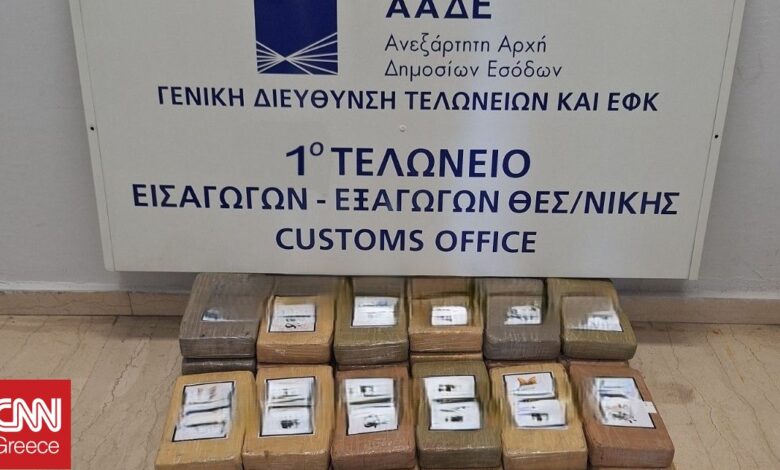 ΑΑΔΕ
Ανεξάρτητη Αρχή
Δημοσίων Εσόδων
ΓΕΝΙΚΗ ΔΙΕΥΘΥΝΣΗ ΤΕΛΩΝΕΙΩΝ ΚΑΙ ΕΦΚ
1Ο ΤΕΛΩΝΕΙΟ
ΕΙΣΑΓΩΓΩΝ - ΕΞΑΓΩΓΩΝ ΘΕΣ/ΝΙΚΗΣ
CUSTOMS OFFICE
CNN
Greece